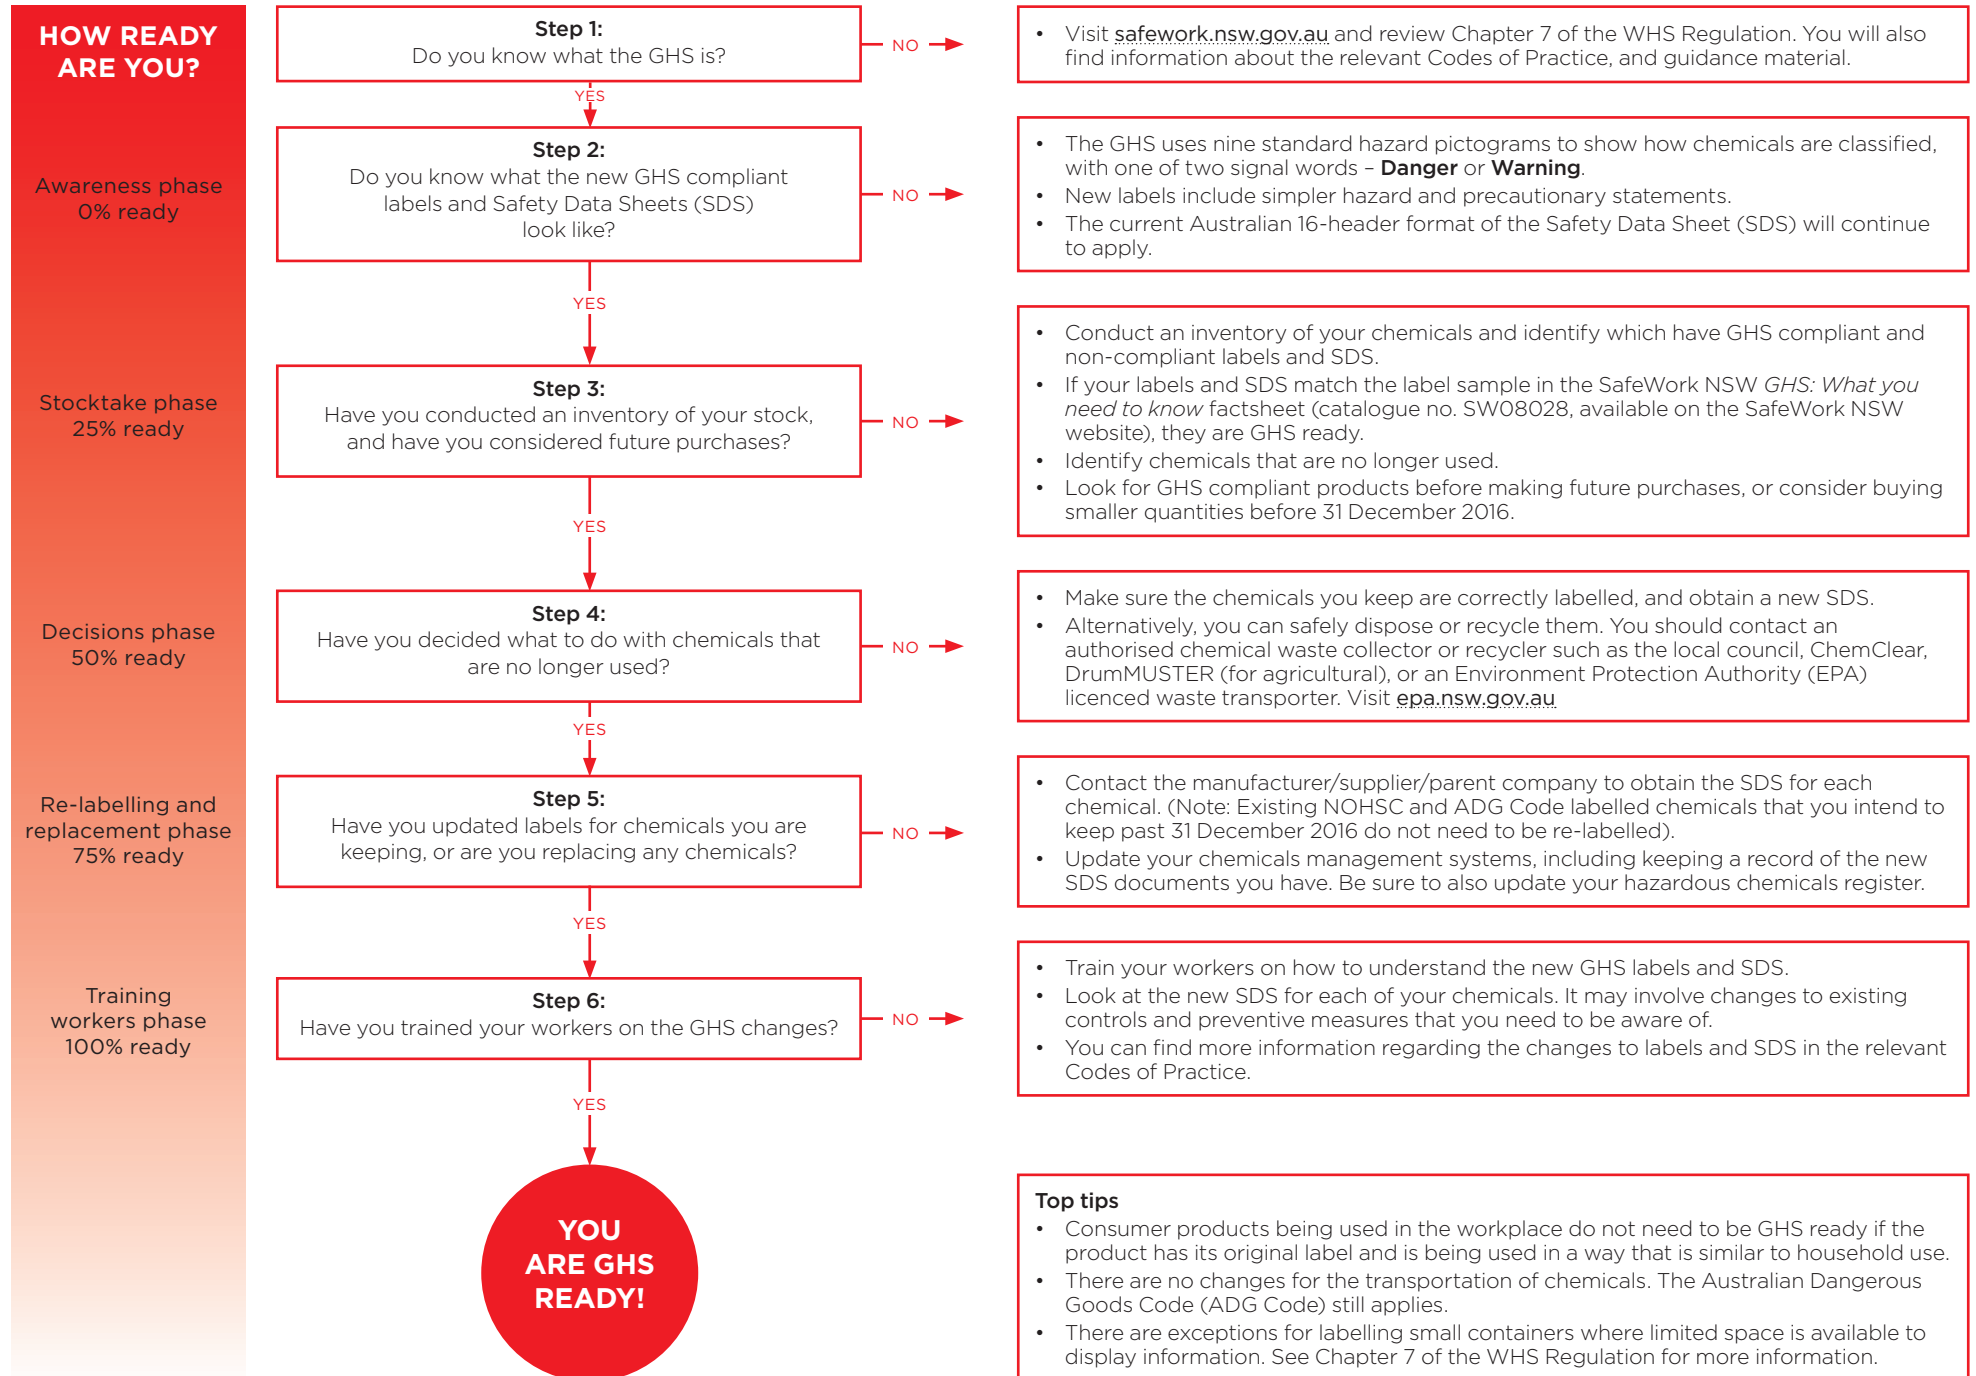 HOW READY
ARE YOU?
Step 1:
Do you know what the GHS is?
NO
• Visit safework.nsw.gov.au and review Chapter 7 of the WHS Regulation. You will also
find information about the relevant Codes of Practice, and guidance material.
YES
Awareness phase
0% ready
Step 2:
Do you know what the new GHS compliant
labels and Safety Data Sheets (SDS)
look like?
NO
• The GHS uses nine standard hazard pictograms to show how chemicals are classified,
with one of two signal words – Danger or Warning.
• New labels include simpler hazard and precautionary statements.
• The current Australian 16-header format of the Safety Data Sheet (SDS) will continue
to apply.
YES
Stocktake phase
25% ready
Step 3:
Have you conducted an inventory of your stock,
and have you considered future purchases?
NO
• Conduct an inventory of your chemicals and identify which have GHS compliant and
non-compliant labels and SDS.
• If your labels and SDS match the label sample in the SafeWork NSW GHS: What you
need to know factsheet (catalogue no. SW08028, available on the SafeWork NSW
website), they are GHS ready.
• Identify chemicals that are no longer used.
• Look for GHS compliant products before making future purchases, or consider buying
smaller quantities before 31 December 2016.
YES
Decisions phase
50% ready
Step 4:
Have you decided what to do with chemicals that
are no longer used?
NO
• Make sure the chemicals you keep are correctly labelled, and obtain a new SDS.
• Alternatively, you can safely dispose or recycle them. You should contact an
authorised chemical waste collector or recycler such as the local council, ChemClear,
DrumMUSTER (for agricultural), or an Environment Protection Authority (EPA)
licenced waste transporter. Visit epa.nsw.gov.au
YES
Re-labelling and
replacement phase
75% ready
Step 5:
Have you updated labels for chemicals you are
keeping, or are you replacing any chemicals?
NO
• Contact the manufacturer/supplier/parent company to obtain the SDS for each
chemical. (Note: Existing NOHSC and ADG Code labelled chemicals that you intend to
keep past 31 December 2016 do not need to be re-labelled).
• Update your chemicals management systems, including keeping a record of the new
SDS documents you have. Be sure to also update your hazardous chemicals register.
YES
Training
workers phase
100% ready
Step 6:
Have you trained your workers on the GHS changes?
NO
• Train your workers on how to understand the new GHS labels and SDS.
• Look at the new SDS for each of your chemicals. It may involve changes to existing
controls and preventive measures that you need to be aware of.
• You can find more information regarding the changes to labels and SDS in the relevant
Codes of Practice.
YES
YOU
ARE GHS
READY!
Top tips
• Consumer products being used in the workplace do not need to be GHS ready if the
product has its original label and is being used in a way that is similar to household use.
• There are no changes for the transportation of chemicals. The Australian Dangerous
Goods Code (ADG Code) still applies.
• There are exceptions for labelling small containers where limited space is available to
display information. See Chapter 7 of the WHS Regulation for more information.